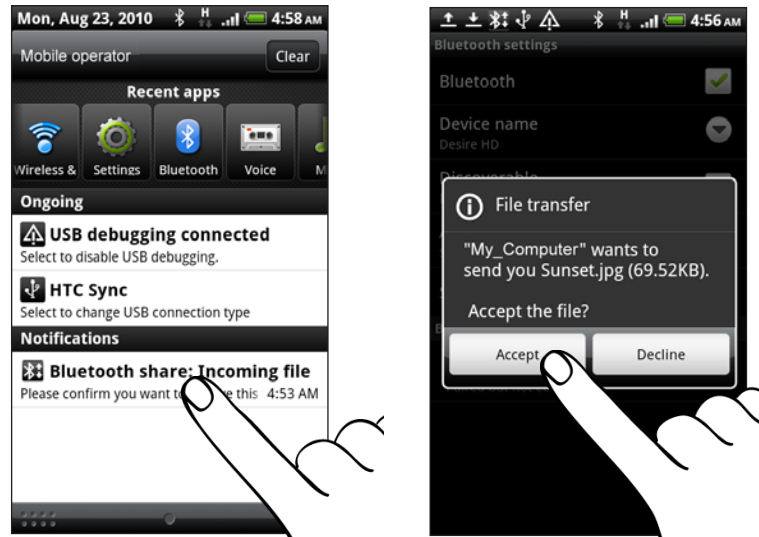 Mon, Aug 23, 2010 H 4:58 AM
Mobile operator Clear
Recent apps
Wireless & Settings Bluetooth Voice M
Ongoing
USB debugging connected
Select to disable USB debugging.
HTC Sync
Select to change USB connection type
Notifications
Bluetooth share: Incoming file
Please confirm you want to this 4:53 AM
H 4:56 AM
Bluetooth settings
Bluetooth
Device name
Desire HD
Discoverable
File transfer
"My_Computer" wants to
send you Sunset.jpg (69.52KB).
Accept the file?
Accept Decline